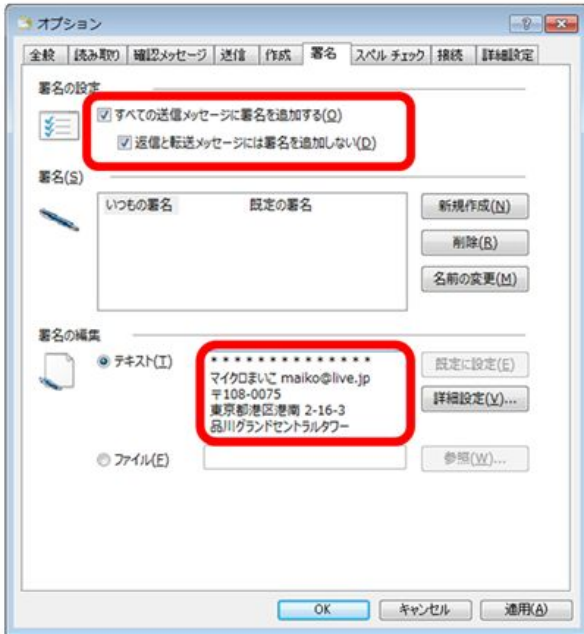 オプション
全般 読み取り 確認メッセージ 送信 作成 署名 スペル チェック 接続 詳細設定
署名の設定
すべての送信メッセージに署名を追加する(O)
返信と転送メッセージには署名を追加しない(D)
署名(S)
いつもの署名 既定の署名
新規作成(N)
削除(R)
名前の変更(M)
署名の編集
テキスト(T)
* * * * * * * * * * * * * *
マイクロまいこ maiko@live.jp
〒108-0075
東京都港区港南 2-16-3
品川グランドセントラルタワー
既定に設定(E)
詳細設定(V)...
ファイル(F)
参照(W)...
OK キャンセル 適用(A)